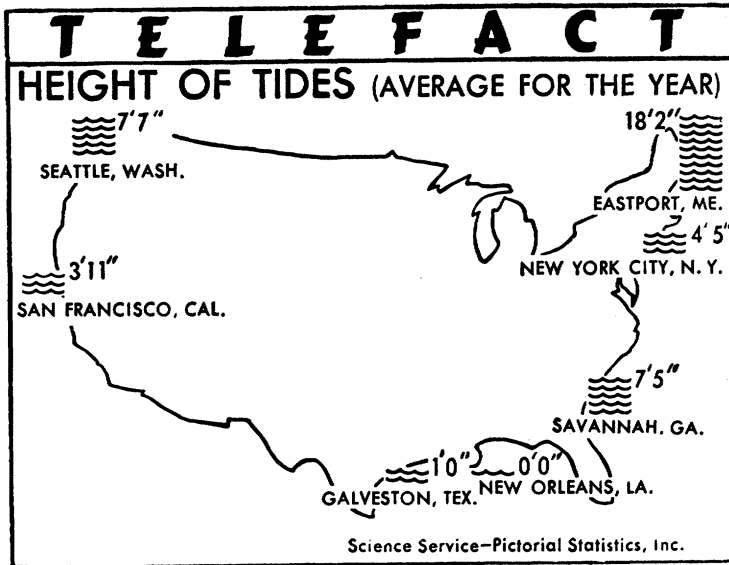 TELEFACT
HEIGHT OF TIDES (AVERAGE FOR THE YEAR)
7'7"
SEATTLE, WASH.
18'2"
EASTPORT, ME.
4'5"
NEW YORK CITY, N. Y.
3'11"
SAN FRANCISCO, CAL.
7'5"
SAVANNAH. GA.
1'0"
GALVESTON, TEX.
0'0"
NEW ORLEANS, LA.
Science Service–Pictorial Statistics, Inc.